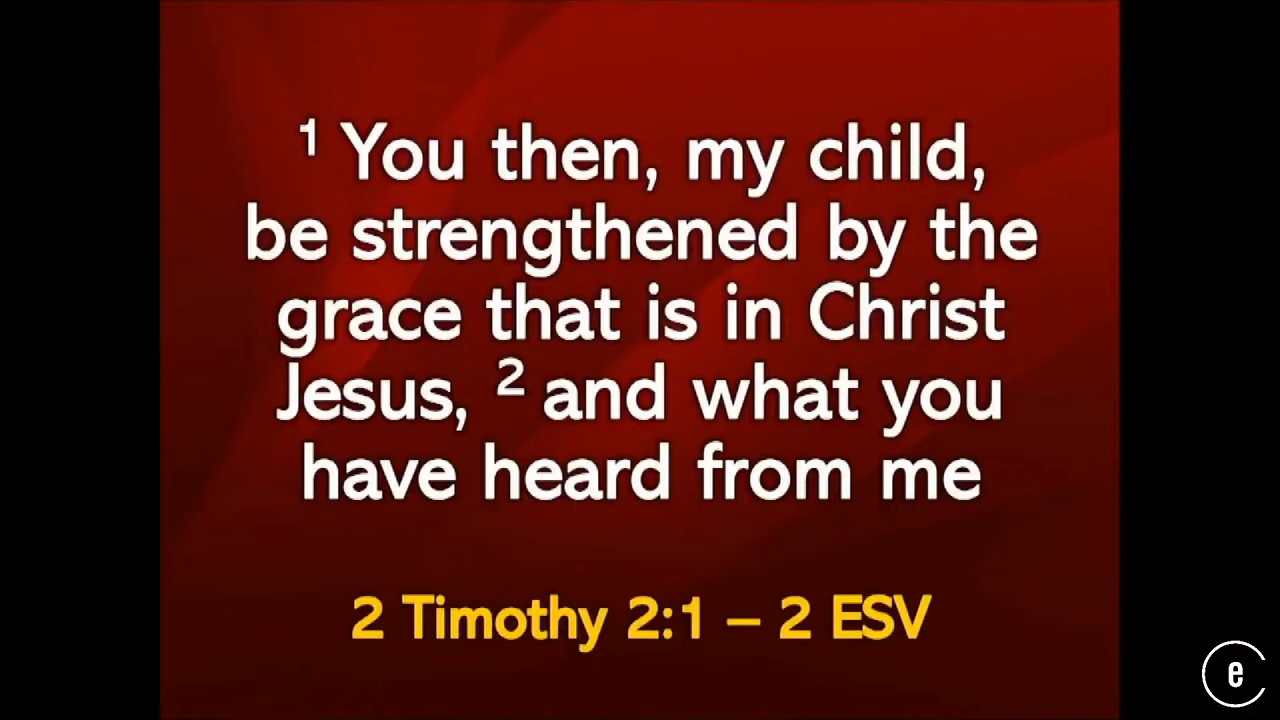 ¹ You then, my child,
be strengthened by the
grace that is in Christ
Jesus, ² and what you
have heard from me
2 Timothy 2:1 – 2 ESV
e